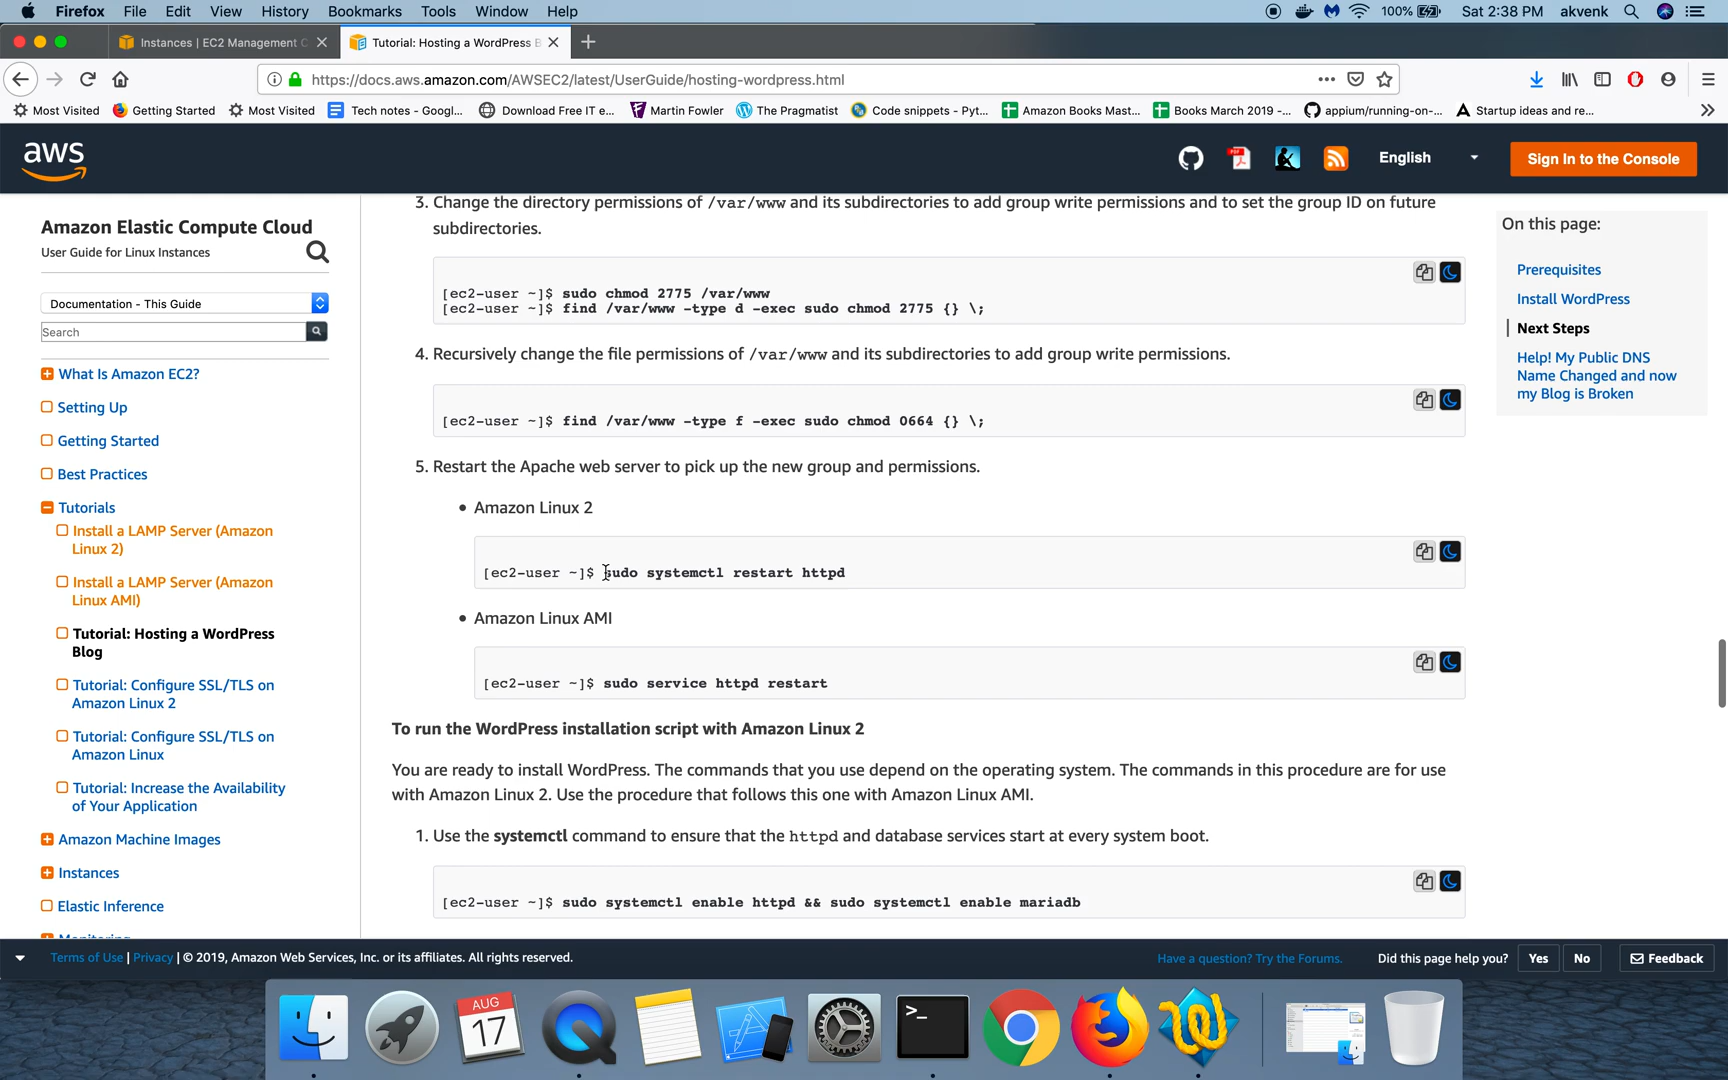 Firefox File Edit View History Bookmarks Tools Window Help 100% Sat 2:38 PM akvenk
Instances | EC2 Management C
Tutorial: Hosting a WordPress B
https://docs.aws.amazon.com/AWSEC2/latest/UserGuide/hosting-wordpress.html
Most Visited Getting Started Most Visited Tech notes - Googl... Download Free IT e... Martin Fowler The Pragmatist Code snippets - Pyt... Amazon Books Mast... Books March 2019 -... appium/running-on-... Startup ideas and re...
aws
English
Sign In to the Console
Amazon Elastic Compute Cloud
User Guide for Linux Instances
Documentation - This Guide
Search
What Is Amazon EC2?
Setting Up
Getting Started
Best Practices
Tutorials
Install a LAMP Server (Amazon
Linux 2)
Install a LAMP Server (Amazon
Linux AMI)
Tutorial: Hosting a WordPress
Blog
Tutorial: Configure SSL/TLS on
Amazon Linux 2
Tutorial: Configure SSL/TLS on
Amazon Linux
Tutorial: Increase the Availability
of Your Application
Amazon Machine Images
Instances
Elastic Inference
Monitoring
3. Change the directory permissions of /var/www and its subdirectories to add group write permissions and to set the group ID on future
subdirectories.
[ec2-user ~]$ sudo chmod 2775 /var/www
[ec2-user ~]$ find /var/www -type d -exec sudo chmod 2775 {} \;
4. Recursively change the file permissions of /var/www and its subdirectories to add group write permissions.
[ec2-user ~]$ find /var/www -type f -exec sudo chmod 0664 {} \;
5. Restart the Apache web server to pick up the new group and permissions.
• Amazon Linux 2
[ec2-user ~]$ sudo systemctl restart httpd
• Amazon Linux AMI
[ec2-user ~]$ sudo service httpd restart
To run the WordPress installation script with Amazon Linux 2
You are ready to install WordPress. The commands that you use depend on the operating system. The commands in this procedure are for use
with Amazon Linux 2. Use the procedure that follows this one with Amazon Linux AMI.
1. Use the systemctl command to ensure that the httpd and database services start at every system boot.
[ec2-user ~]$ sudo systemctl enable httpd && sudo systemctl enable mariadb
On this page:
Prerequisites
Install WordPress
Next Steps
Help! My Public DNS
Name Changed and now
my Blog is Broken
Terms of Use | Privacy | © 2019, Amazon Web Services, Inc. or its affiliates. All rights reserved.
Have a question? Try the Forums. Did this page help you? Yes No Feedback
AUG
17
>_